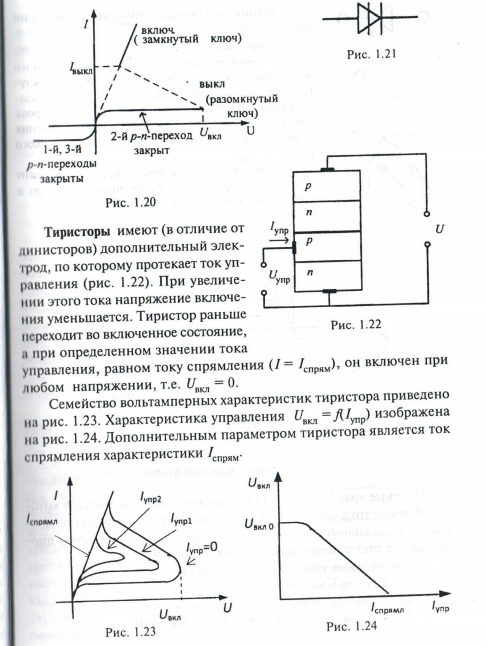 I
включ.
( замкнутый ключ)
Iвыкл
выкл
(разомкнутый
ключ)
2-й p-n-переход
закрыт
Uвкл
U
1-й, 3-й
p-n-переходы
закрыты
Рис. 1.20
Рис. 1.21
Тиристоры имеют (в отличие от
динисторов) дополнительный элек-
трод, по которому протекает ток уп-
равления (рис. 1.22). При увеличе-
нии этого тока напряжение включе-
ния уменьшается. Тиристор раньше
переходит во включенное состояние,
а при определенном значении тока
p
n
p
n
Iупр
Uупр
U
Рис. 1.22
управления, равном току спрямления (I = Iспрям), он включен при
любом напряжении, т.е. Uвкл = 0.
Семейство вольтамперных характеристик тиристора приведено
на рис. 1.23. Характеристика управления Uвкл = f(Iупр) изображена
на рис. 1.24. Дополнительным параметром тиристора является ток
спрямления характеристики Iспрям.
I
Iупр2
Iспрямл
Iупр1
Iупр=0
Uвкл
U
Рис. 1.23
Uвкл
Uвкл 0
Iспрямл
Iупр
Рис. 1.24